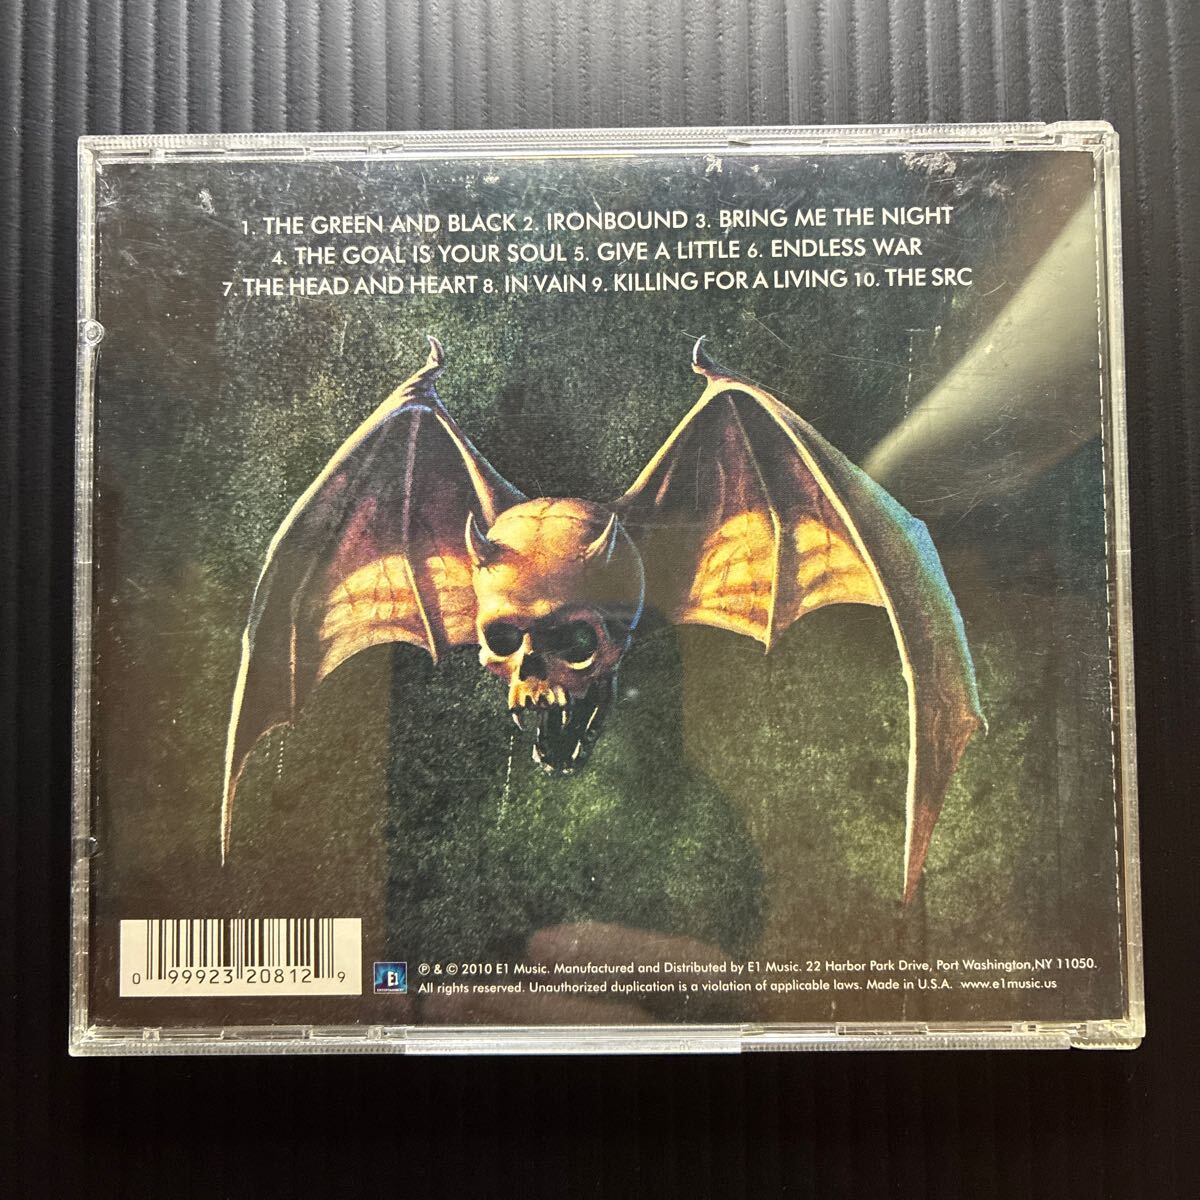 1. THE GREEN AND BLACK 2. IRONBOUND 3. BRING ME THE NIGHT
4. THE GOAL IS YOUR SOUL 5. GIVE A LITTLE 6. ENDLESS WAR
7. THE HEAD AND HEART 8. IN VAIN 9. KILLING FOR A LIVING 10. THE SRC
0 99923 20812 9
E1
ENTERTAINMENT
℗ & © 2010 E1 Music. Manufactured and Distributed by E1 Music. 22 Harbor Park Drive, Port Washington,NY 11050.
All rights reserved. Unauthorized duplication is a violation of applicable laws. Made in U.S.A. www.e1music.us